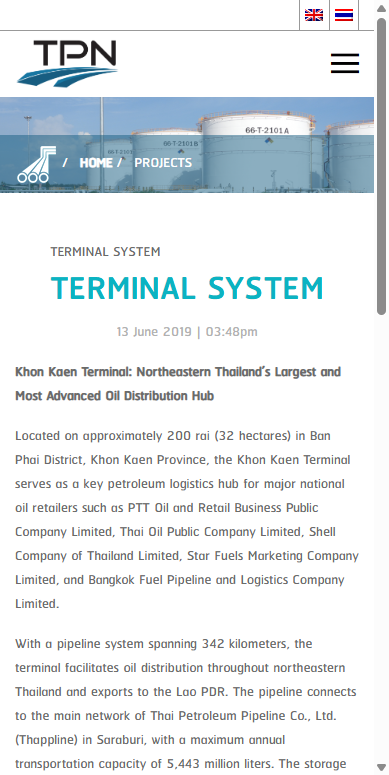 TPN
66-T-2101A
66-T-2101B
/ HOME / PROJECTS
TERMINAL SYSTEM
TERMINAL SYSTEM
13 June 2019 | 03:48pm
Khon Kaen Terminal: Northeastern Thailand's Largest and
Most Advanced Oil Distribution Hub
Located on approximately 200 rai (32 hectares) in Ban
Phai District, Khon Kaen Province, the Khon Kaen Terminal
serves as a key petroleum logistics hub for major national
oil retailers such as PTT Oil and Retail Business Public
Company Limited, Thai Oil Public Company Limited, Shell
Company of Thailand Limited, Star Fuels Marketing Company
Limited, and Bangkok Fuel Pipeline and Logistics Company
Limited.
With a pipeline system spanning 342 kilometers, the
terminal facilitates oil distribution throughout northeastern
Thailand and exports to the Lao PDR. The pipeline connects
to the main network of Thai Petroleum Pipeline Co., Ltd.
(Thappline) in Saraburi, with a maximum annual
transportation capacity of 5,443 million liters. The storage